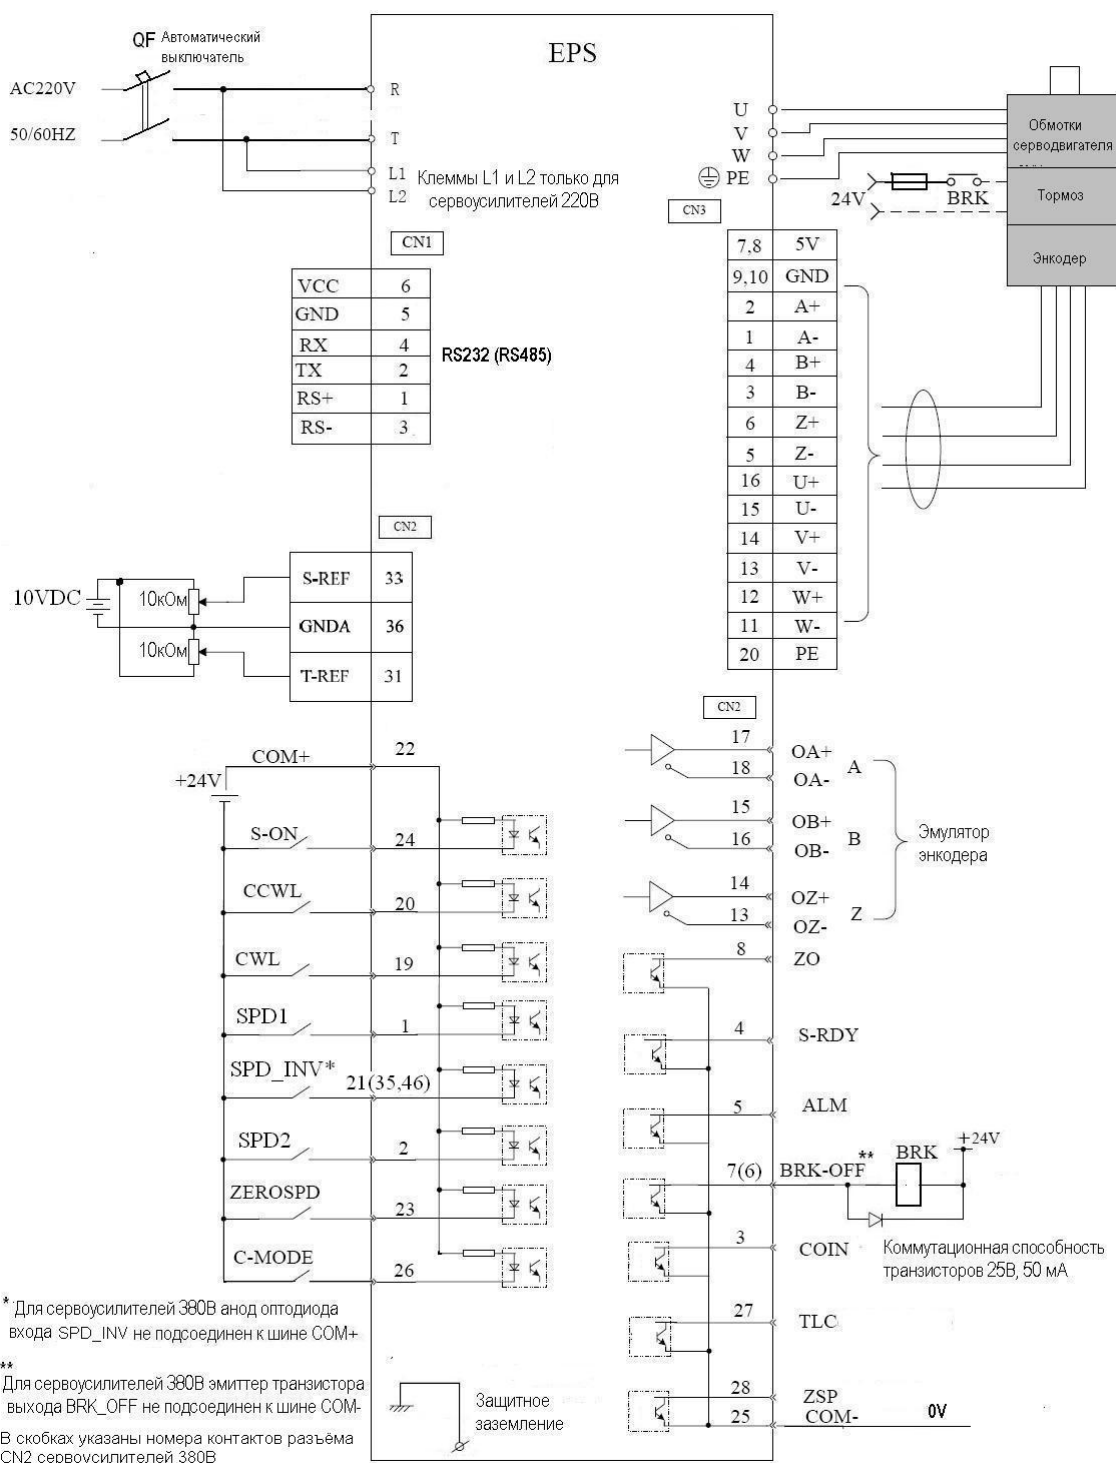 EPS
QF Автоматический
выключатель
AC220V
50/60HZ
R
T
L1
L2
Клеммы L1 и L2 только для
сервоусилителей 220В
U
V
W
PE
Обмотки
серводвигателя
24V
BRK
Тормоз
Энкодер
CN1
VCC 6
GND 5
RX 4
TX 2
RS+ 1
RS- 3
RS232 (RS485)
CN3
7,8 5V
9,10 GND
2 A+
1 A-
4 B+
3 B-
6 Z+
5 Z-
16 U+
15 U-
14 V+
13 V-
12 W+
11 W-
20 PE
CN2
10VDC
10кОм
10кОм
S-REF 33
GNDA 36
T-REF 31
+24V
COM+ 22
S-ON 24
CCWL 20
CWL 19
SPD1 1
SPD_INV* 21(35,46)
SPD2 2
ZEROSPD 23
C-MODE 26
CN2
17 OA+
18 OA-
A
15 OB+
16 OB-
B
14 OZ+
13 OZ-
Z
Эмулятор
энкодера
8 ZO
4 S-RDY
5 ALM
7(6) BRK-OFF **
BRK
+24V
3 COIN
Коммутационная способность
транзисторов 25В, 50 мА
27 TLC
28 ZSP
25 COM- 0V
* Для сервоусилителей 380В анод оптодиода
входа SPD_INV не подсоединен к шине COM+
**
Для сервоусилителей 380В эмиттер транзистора
выхода BRK_OFF не подсоединен к шине COM-
В скобках указаны номера контактов разъёма
CN2 сервоусилителей 380В
Защитное
заземление